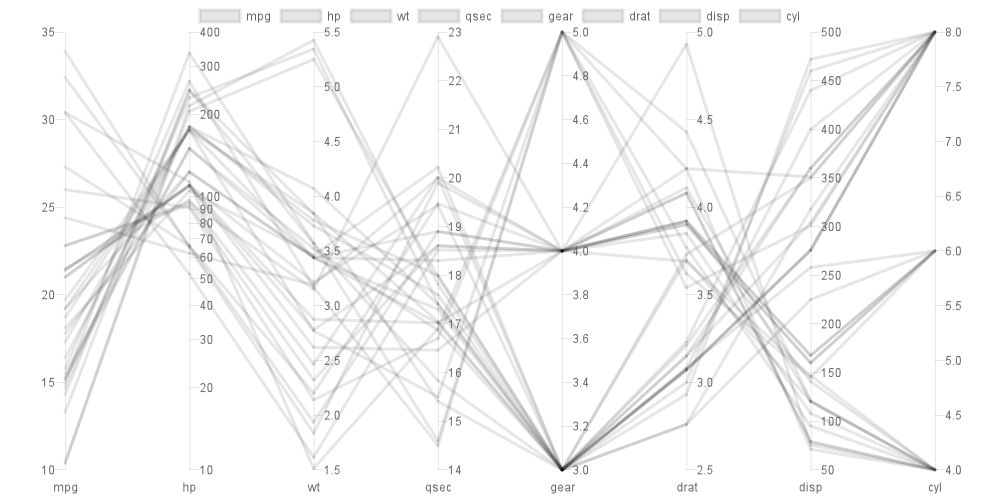 mpg hp wt qsec gear drat disp cyl
35 400 5.5 23 5.0 5.0 500 8.0
300 22 4.8 450 7.5
5.0
30 200 4.5 21 4.6 4.5 400 7.0
100 4.0 20 4.4 350 6.5
25 90 19 4.2 4.0 300
80
70 3.5 4.0 6.0
60
50 18 250
20 40 3.0 17 3.8 3.5 200 5.5
30 2.5 16 3.6 150 5.0
15 20 3.4 3.0
2.0 15 3.2 100 4.5
10 10 1.5 14 3.0 2.5 50 4.0
mpg hp wt qsec gear drat disp cyl